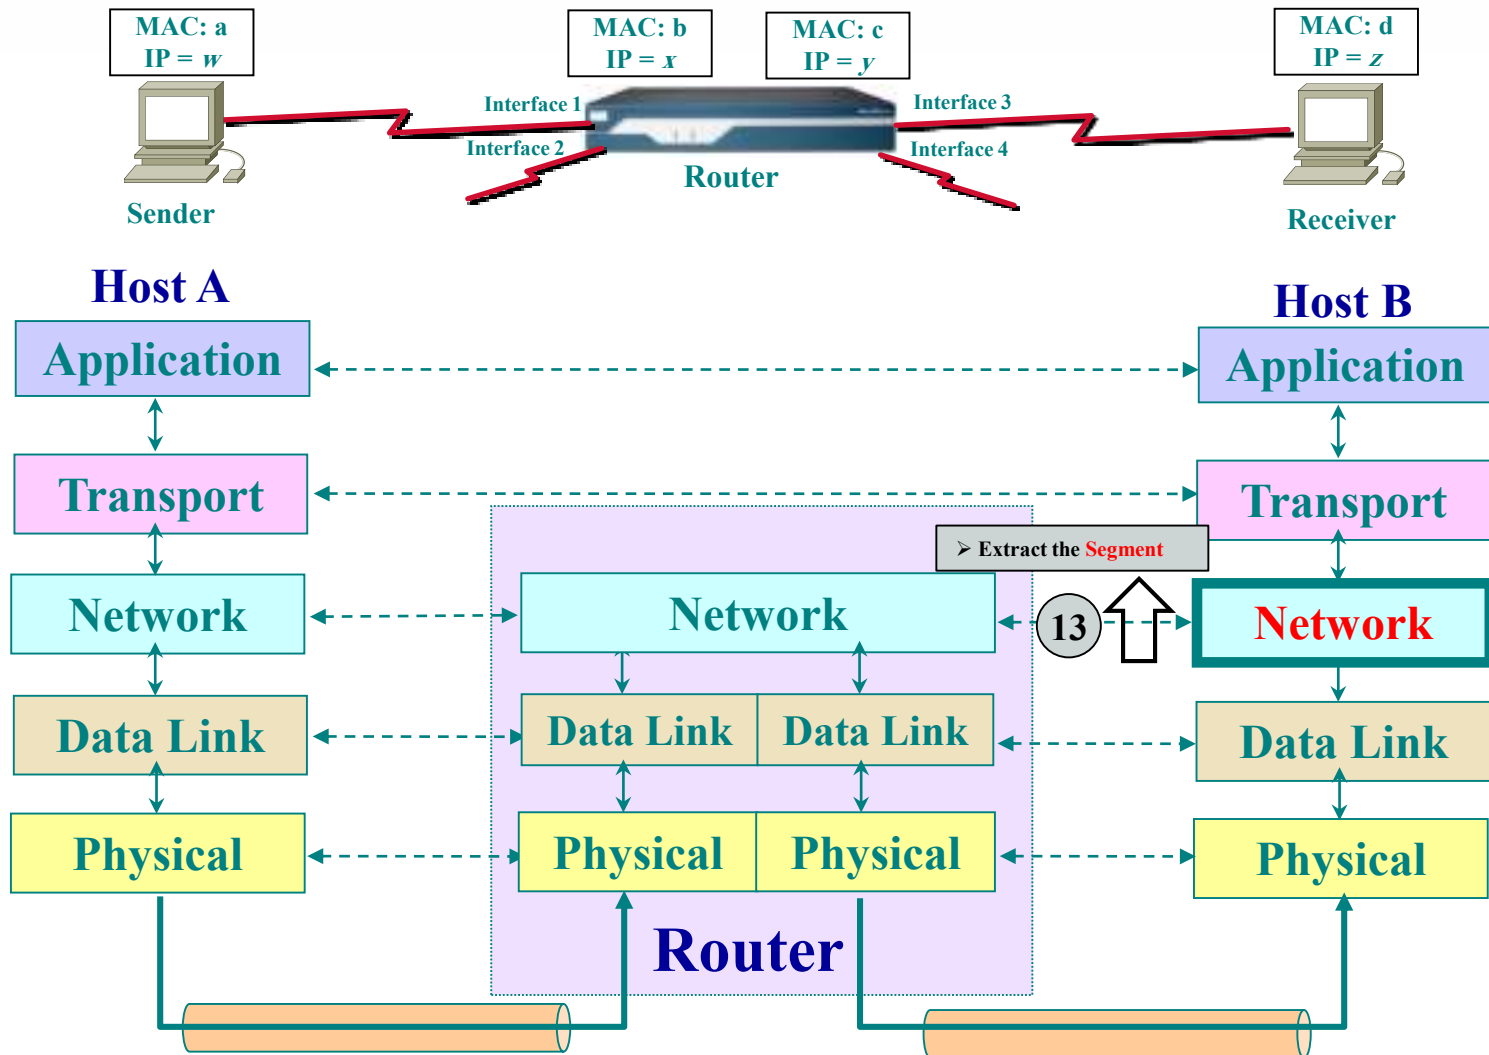 MAC: a
IP = w
MAC: b
IP = x
MAC: c
IP = y
MAC: d
IP = z
Interface 1
Interface 3
Interface 2
Interface 4
Router
Sender
Receiver
Host A
Host B
Application
Application
Transport
Transport
➢ Extract the Segment
Network
Network
13
Network
Data Link
Data Link
Data Link
Data Link
Physical
Physical
Physical
Physical
Router